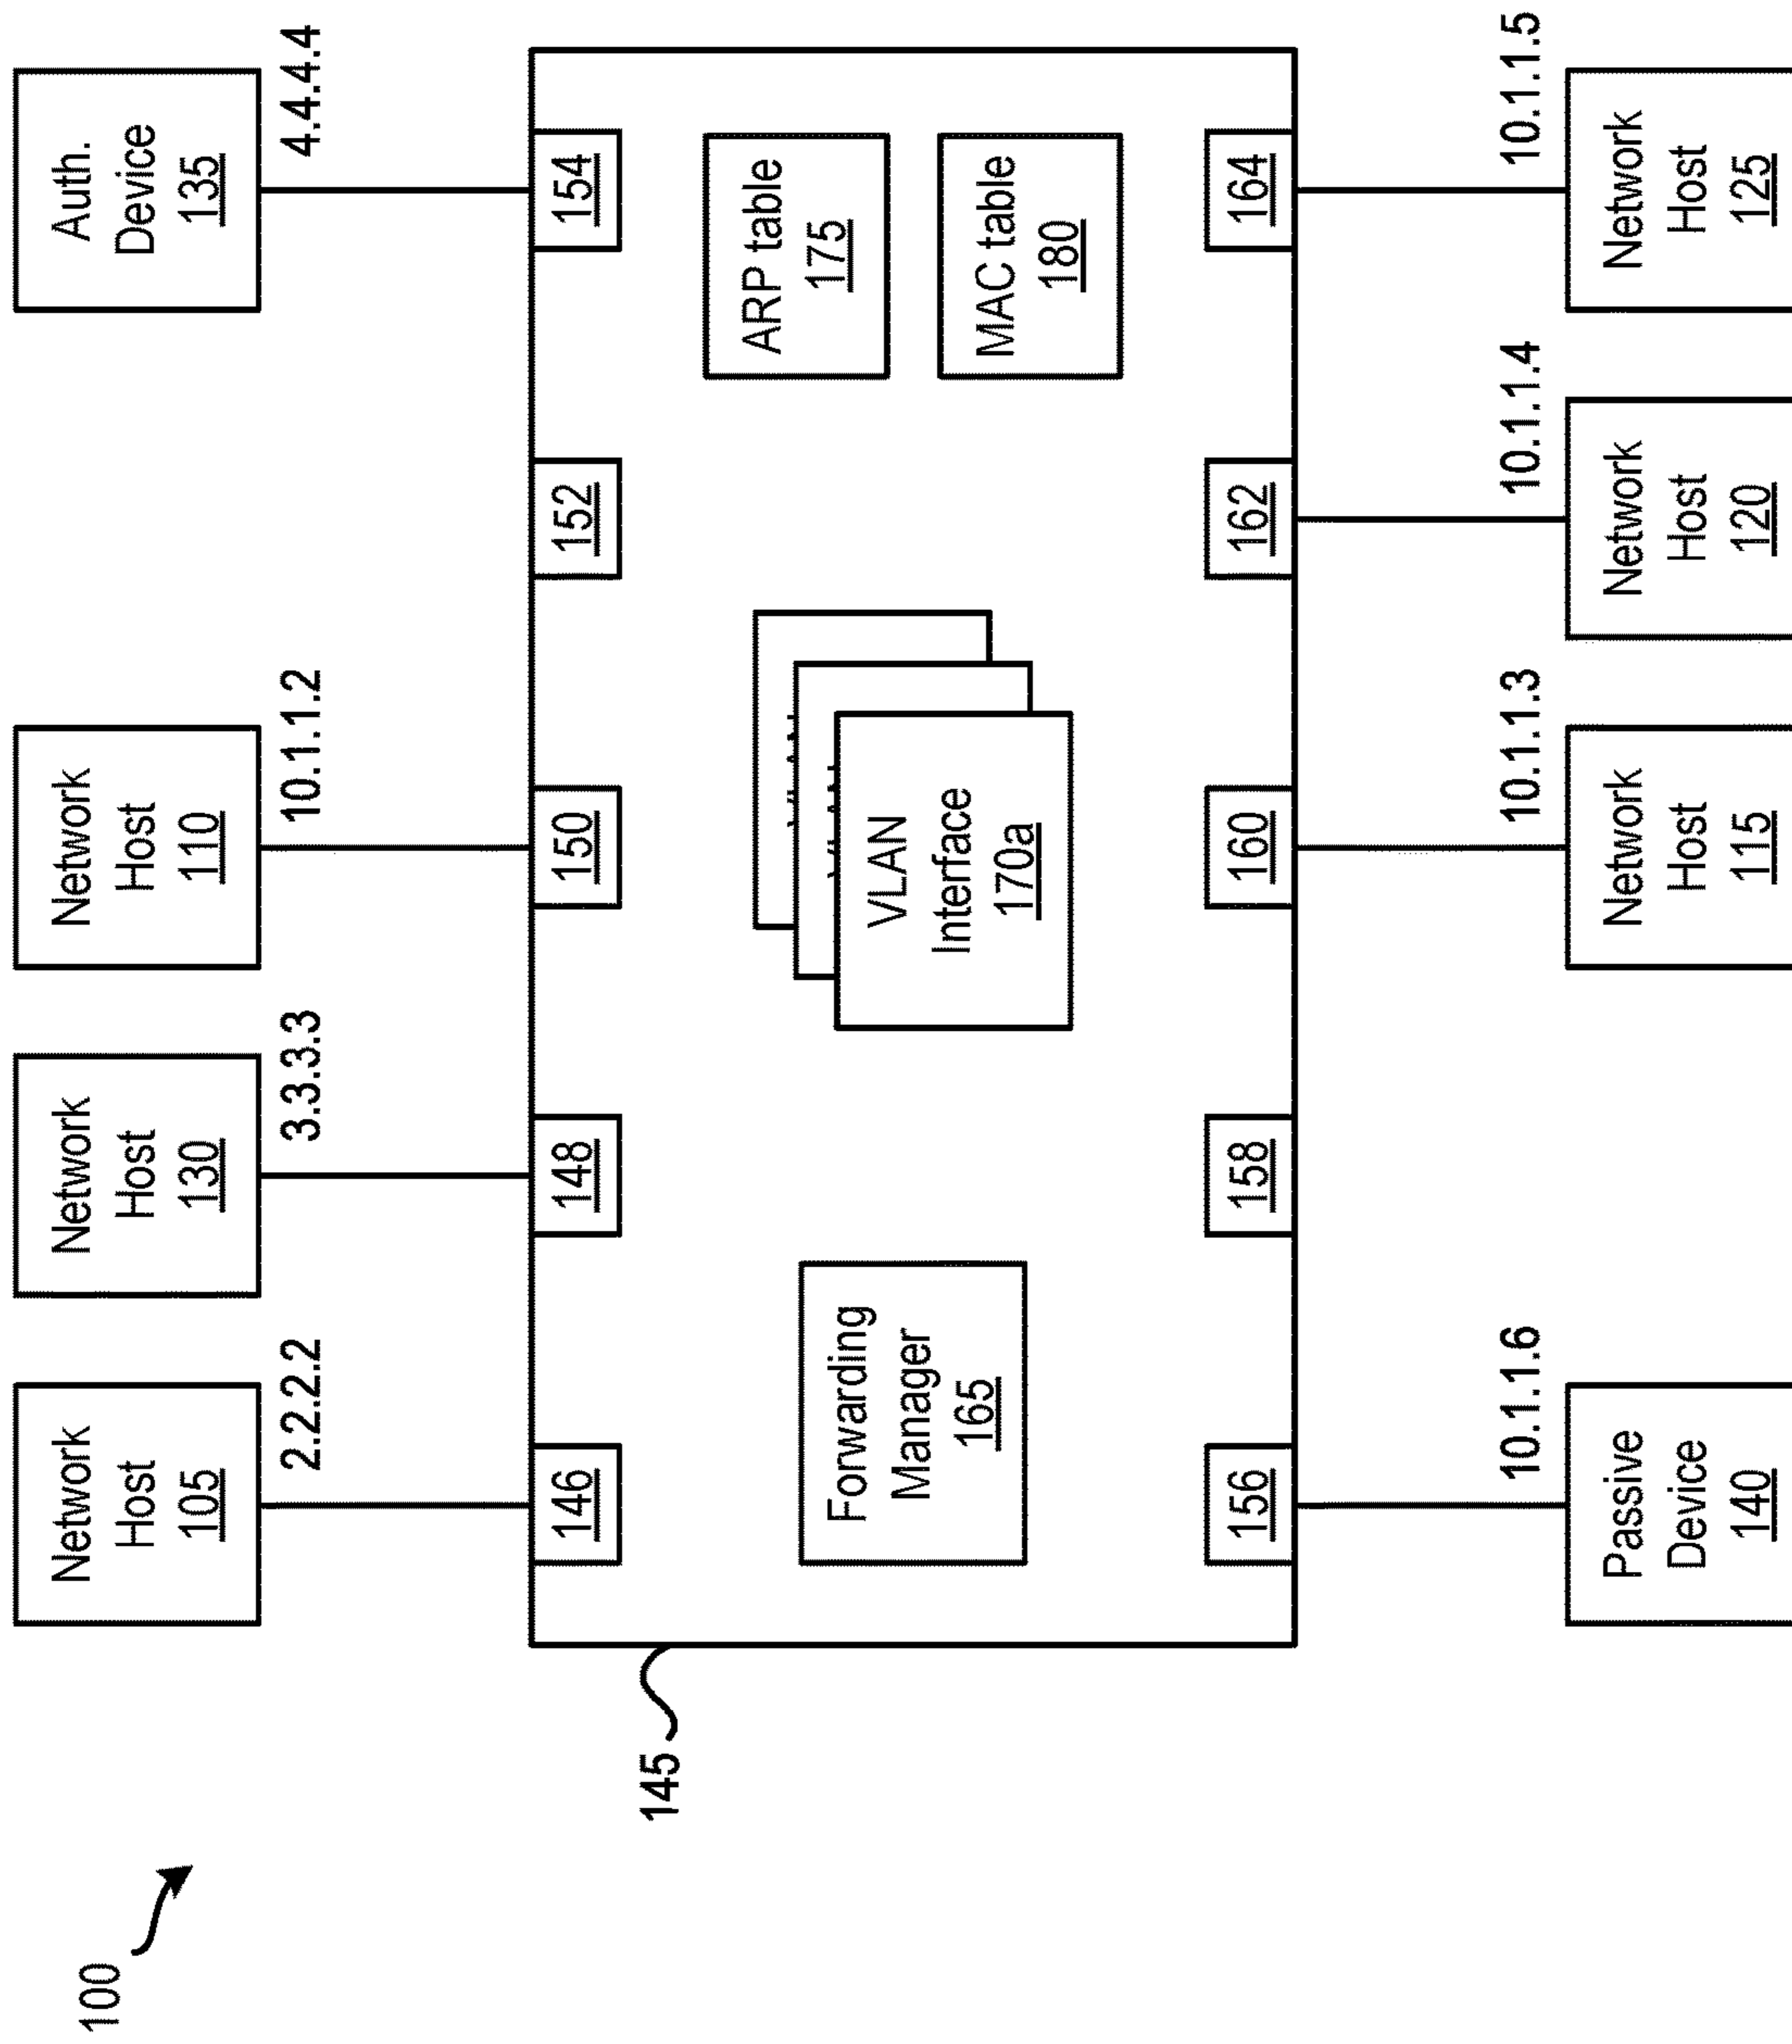 100
Network
Host
105
2.2.2.2
Network
Host
130
3.3.3.3
Network
Host
110
10.1.1.2
Auth.
Device
135
4.4.4.4
146
148
150
152
154
145
Forwarding
Manager
165
VLAN
Interface
170a
ARP table
175
MAC table
180
156
158
160
162
164
10.1.1.6
Passive
Device
140
10.1.1.3
Network
Host
115
10.1.1.4
Network
Host
120
10.1.1.5
Network
Host
125